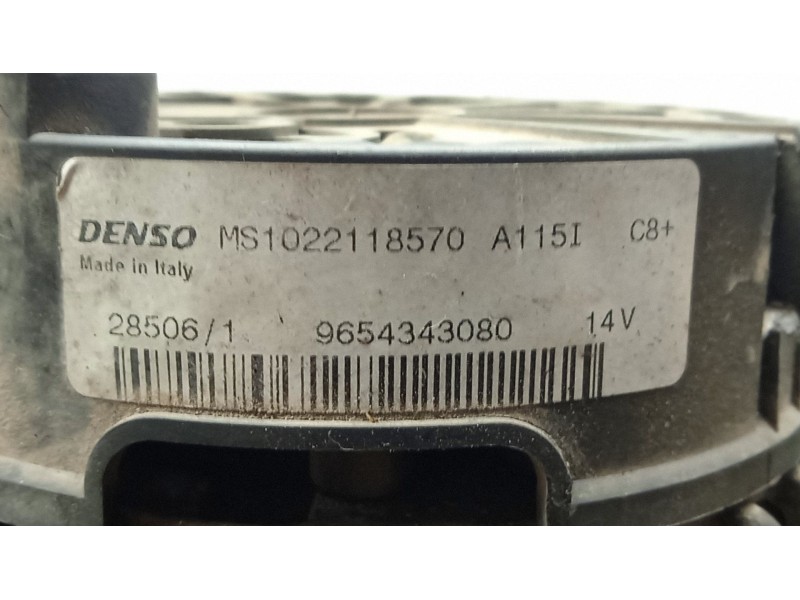 DENSO MS1022118570 A115I C8+
Made in Italy
28506/1 9654343080 14V